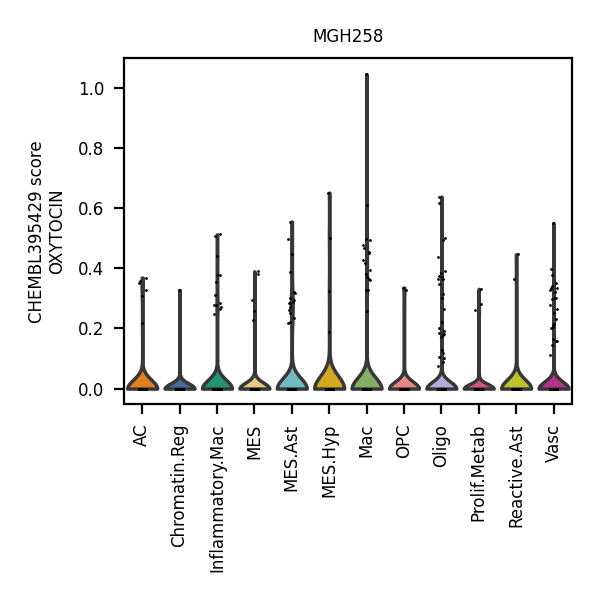 MGH258
CHEMBL395429 score
OXYTOCIN
1.0
0.8
0.6
0.4
0.2
0.0
AC
Chromatin.Reg
Inflammatory.Mac
MES
MES.Ast
MES.Hyp
Mac
OPC
Oligo
Prolif.Metab
Reactive.Ast
Vasc